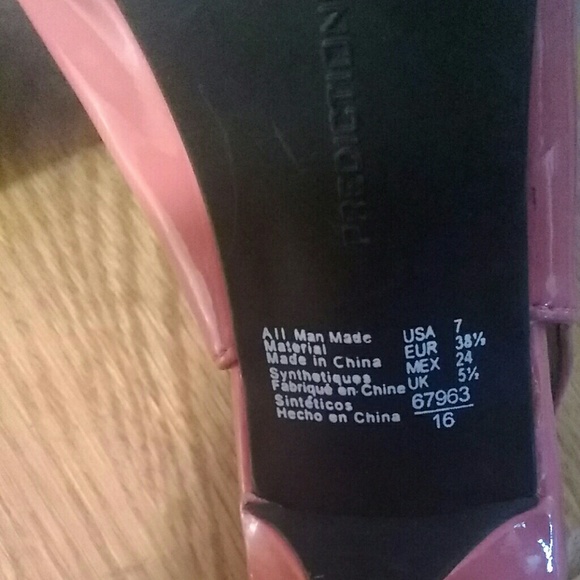 PREDICTION
All Man Made
Material
Made in China
Synthetiques
Fabriqué en Chine
Sintéticos
Hecho en China
USA 7
EUR 38½
MEX 24
UK 5½
67963
16